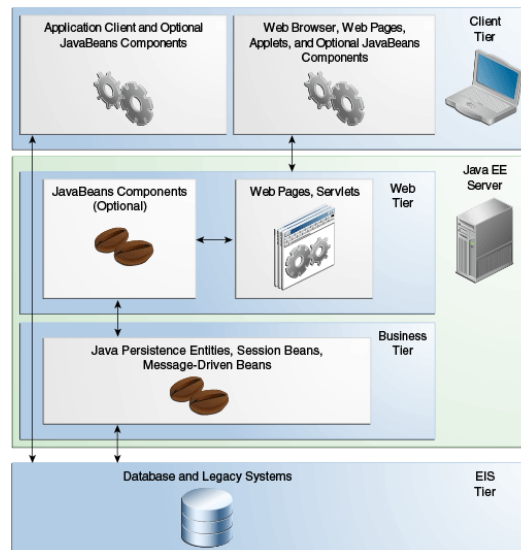 Application Client and Optional
JavaBeans Components
Web Browser, Web Pages,
Applets, and Optional JavaBeans
Components
Client
Tier
Java EE
Server
JavaBeans Components
(Optional)
Web Pages, Servlets
Web
Tier
Java Persistence Entities, Session Beans,
Message-Driven Beans
Business
Tier
Database and Legacy Systems
EIS
Tier